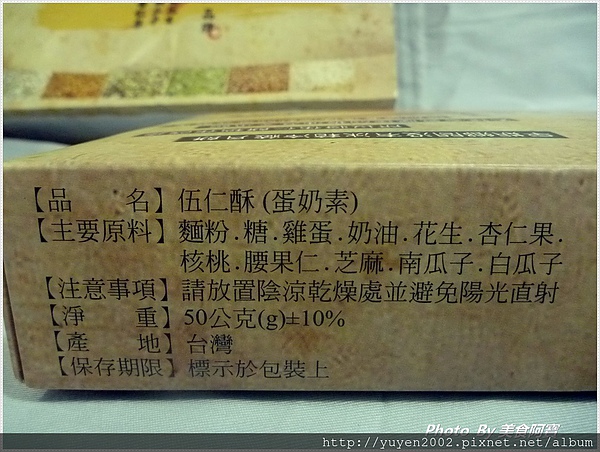 【品　　名】伍仁酥 (蛋奶素)
【主要原料】麵粉.糖.雞蛋.奶油.花生.杏仁果.
核桃.腰果仁.芝麻.南瓜子.白瓜子
【注意事項】請放置陰涼乾燥處並避免陽光直射
【淨　　重】50公克(g)±10%
【產　　地】台灣
【保存期限】標示於包裝上
Photo By 美食阿宮
http://yuyen2002.pixnet.net/album